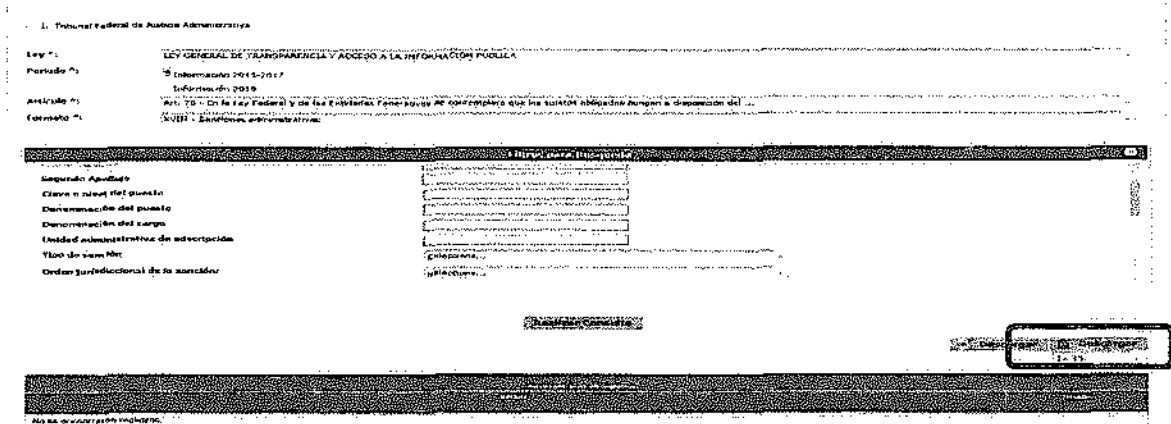 1. Tribunal Federal de Justicia Administrativa
Ley *:
LEY GENERAL DE TRANSPARENCIA Y ACCESO A LA INFORMACIÓN PÚBLICA
Periodo *:
Información 2015-2017
Información 2018
Artículo *:
Art. 70 - En la Ley Federal y de las Entidades Federativas se contemplará que los sujetos obligados pongan a disposición del ...
Formato *:
XVIII - Sanciones administrativas
Filtros para Búsqueda
Segundo Apellido
Clave o nivel del puesto
Denominación del puesto
Denominación del cargo
Unidad administrativa de adscripción
Tipo de sanción
Seleccione...
Orden jurisdiccional de la sanción
Seleccione...
Realizar Consulta
Descargar
Descargar
No se encontraron registros.